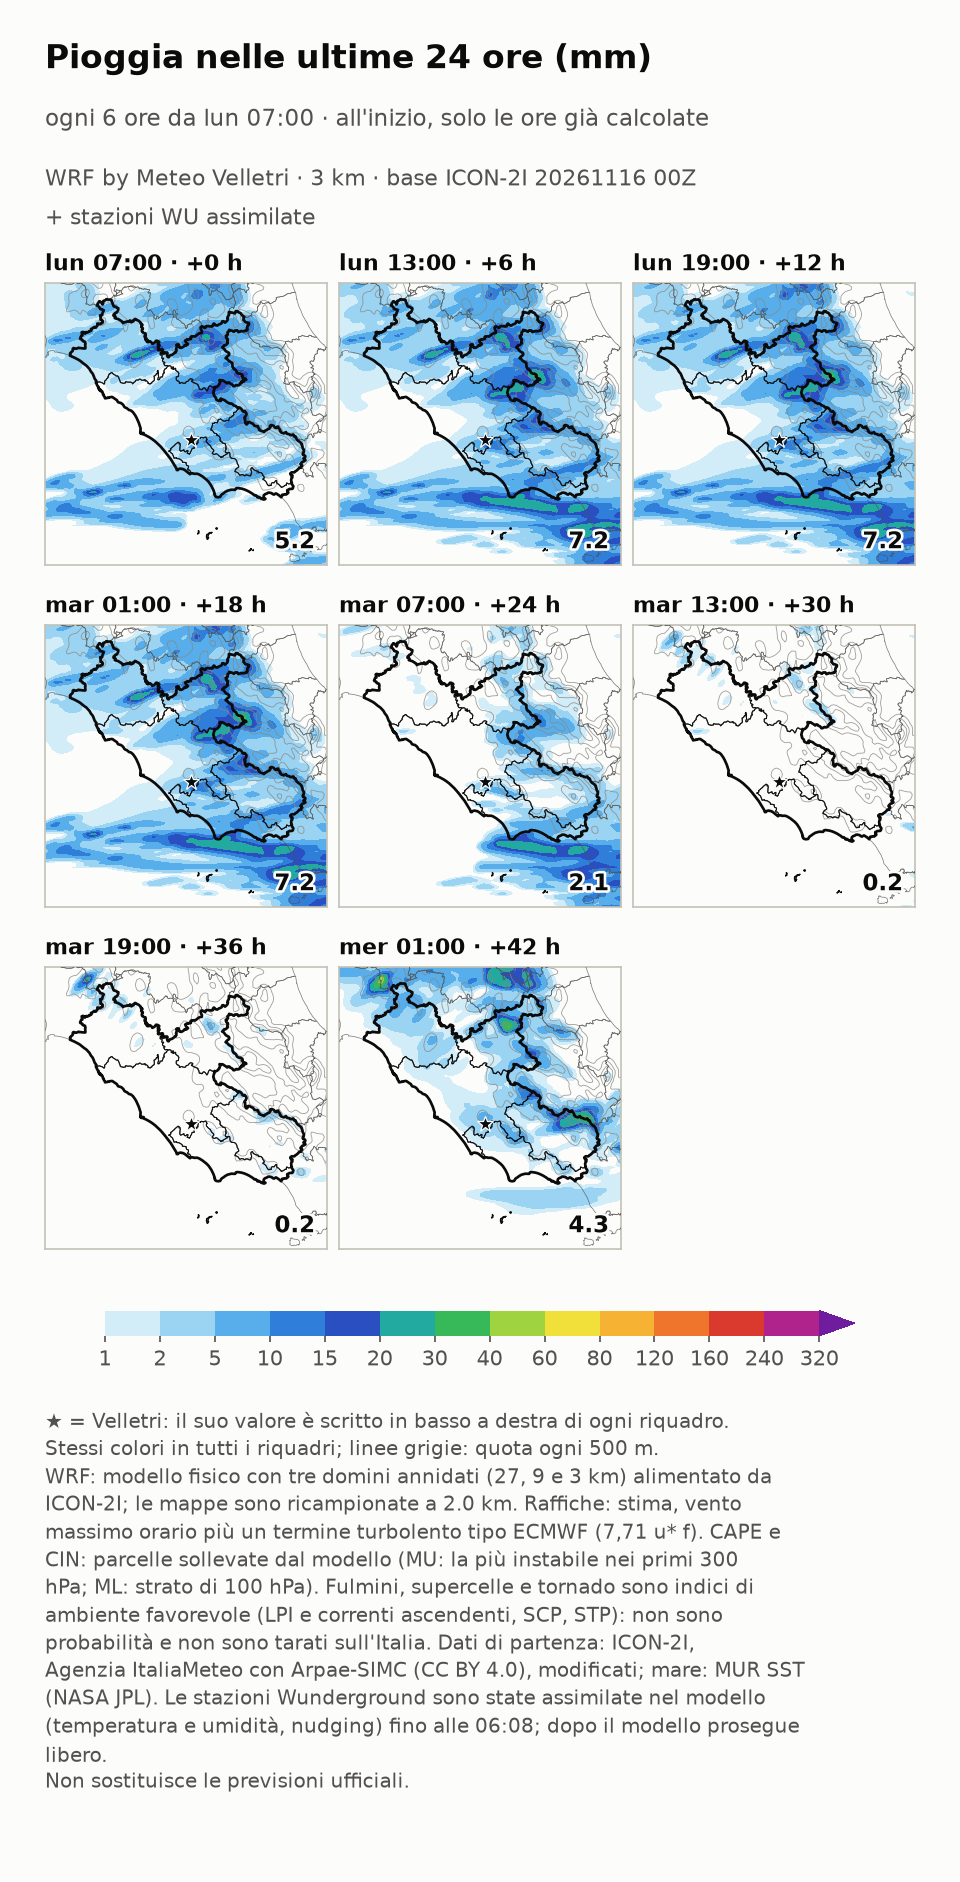 Pioggia nelle ultime 24 ore (mm)
ogni 6 ore da lun 07:00 · all'inizio, solo le ore già calcolate
WRF by Meteo Velletri · 3 km · base ICON-2I 20261116 00Z
+ stazioni WU assimilate
lun 07:00 · +0 h
lun 13:00 · +6 h
lun 19:00 · +12 h
5.2
7.2
7.2
mar 01:00 · +18 h
mar 07:00 · +24 h
mar 13:00 · +30 h
7.2
2.1
0.2
mar 19:00 · +36 h
mer 01:00 · +42 h
0.2
4.3
1 2 5 10 15 20 30 40 60 80 120 160 240 320
★ = Velletri: il suo valore è scritto in basso a destra di ogni riquadro.
Stessi colori in tutti i riquadri; linee grigie: quota ogni 500 m.
WRF: modello fisico con tre domini annidati (27, 9 e 3 km) alimentato da
ICON-2I; le mappe sono ricampionate a 2.0 km. Raffiche: stima, vento
massimo orario più un termine turbolento tipo ECMWF (7,71 u* f). CAPE e
CIN: parcelle sollevate dal modello (MU: la più instabile nei primi 300
hPa; ML: strato di 100 hPa). Fulmini, supercelle e tornado sono indici di
ambiente favorevole (LPI e correnti ascendenti, SCP, STP): non sono
probabilità e non sono tarati sull'Italia. Dati di partenza: ICON-2I,
Agenzia ItaliaMeteo con Arpae-SIMC (CC BY 4.0), modificati; mare: MUR SST
(NASA JPL). Le stazioni Wunderground sono state assimilate nel modello
(temperatura e umidità, nudging) fino alle 06:08; dopo il modello prosegue
libero.
Non sostituisce le previsioni ufficiali.